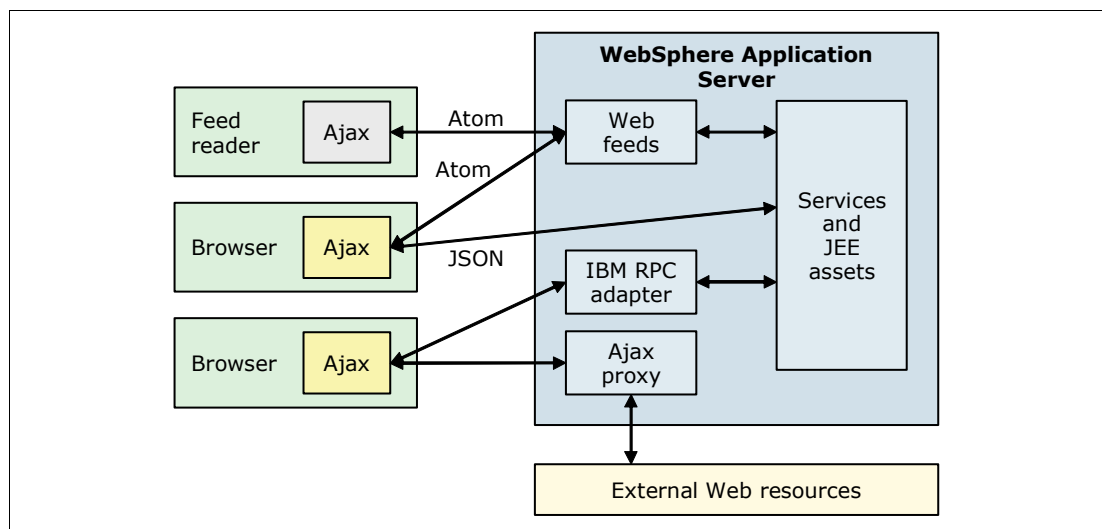 WebSphere Application
Server
Feed
reader
Ajax
Atom
Web
feeds
Atom
Browser
Ajax
JSON
Services
and
JEE
assets
IBM RPC
adapter
Browser
Ajax
Ajax
proxy
External Web resources